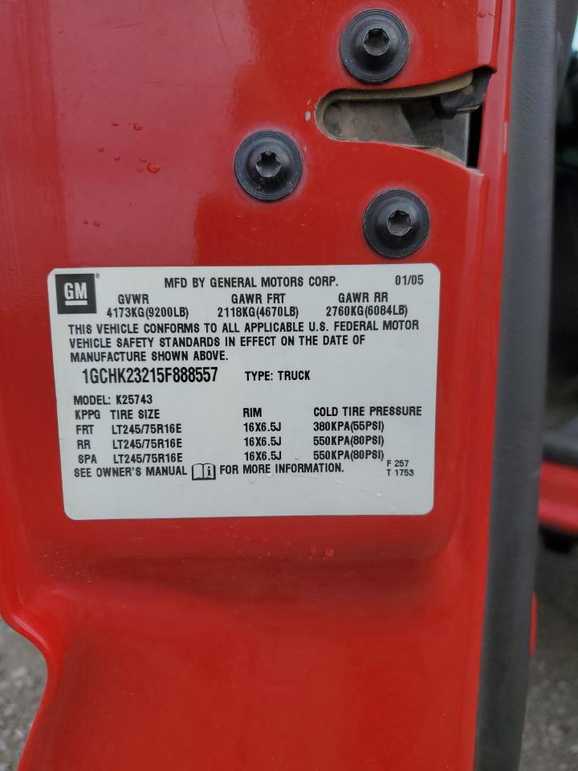 GM ® MFD BY GENERAL MOTORS CORP. 01/05
GVWR GAWR FRT GAWR RR
4173KG(9200LB) 2118KG(4670LB) 2760KG(6084LB)
THIS VEHICLE CONFORMS TO ALL APPLICABLE U.S. FEDERAL MOTOR
VEHICLE SAFETY STANDARDS IN EFFECT ON THE DATE OF
MANUFACTURE SHOWN ABOVE.
1GCHK23215F888557 TYPE: TRUCK
MODEL: K25743
KPPG TIRE SIZE RIM COLD TIRE PRESSURE
FRT LT245/75R16E 16X6.5J 380KPA(55PSI)
RR LT245/75R16E 16X6.5J 550KPA(80PSI)
SPA LT245/75R16E 16X6.5J 550KPA(80PSI)
SEE OWNER'S MANUAL FOR MORE INFORMATION. F 257
T 1753